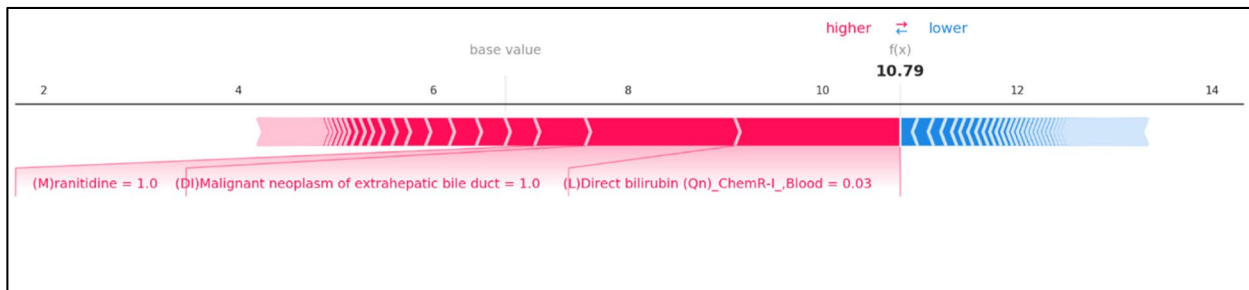 higher ⇄ lower
base value f(x)
10.79
2 4 6 8 10 12 14
(M)ranitidine = 1.0 (DI)Malignant neoplasm of extrahepatic bile duct = 1.0 (L)Direct bilirubin (Qn)_ChemR-I_,Blood = 0.03